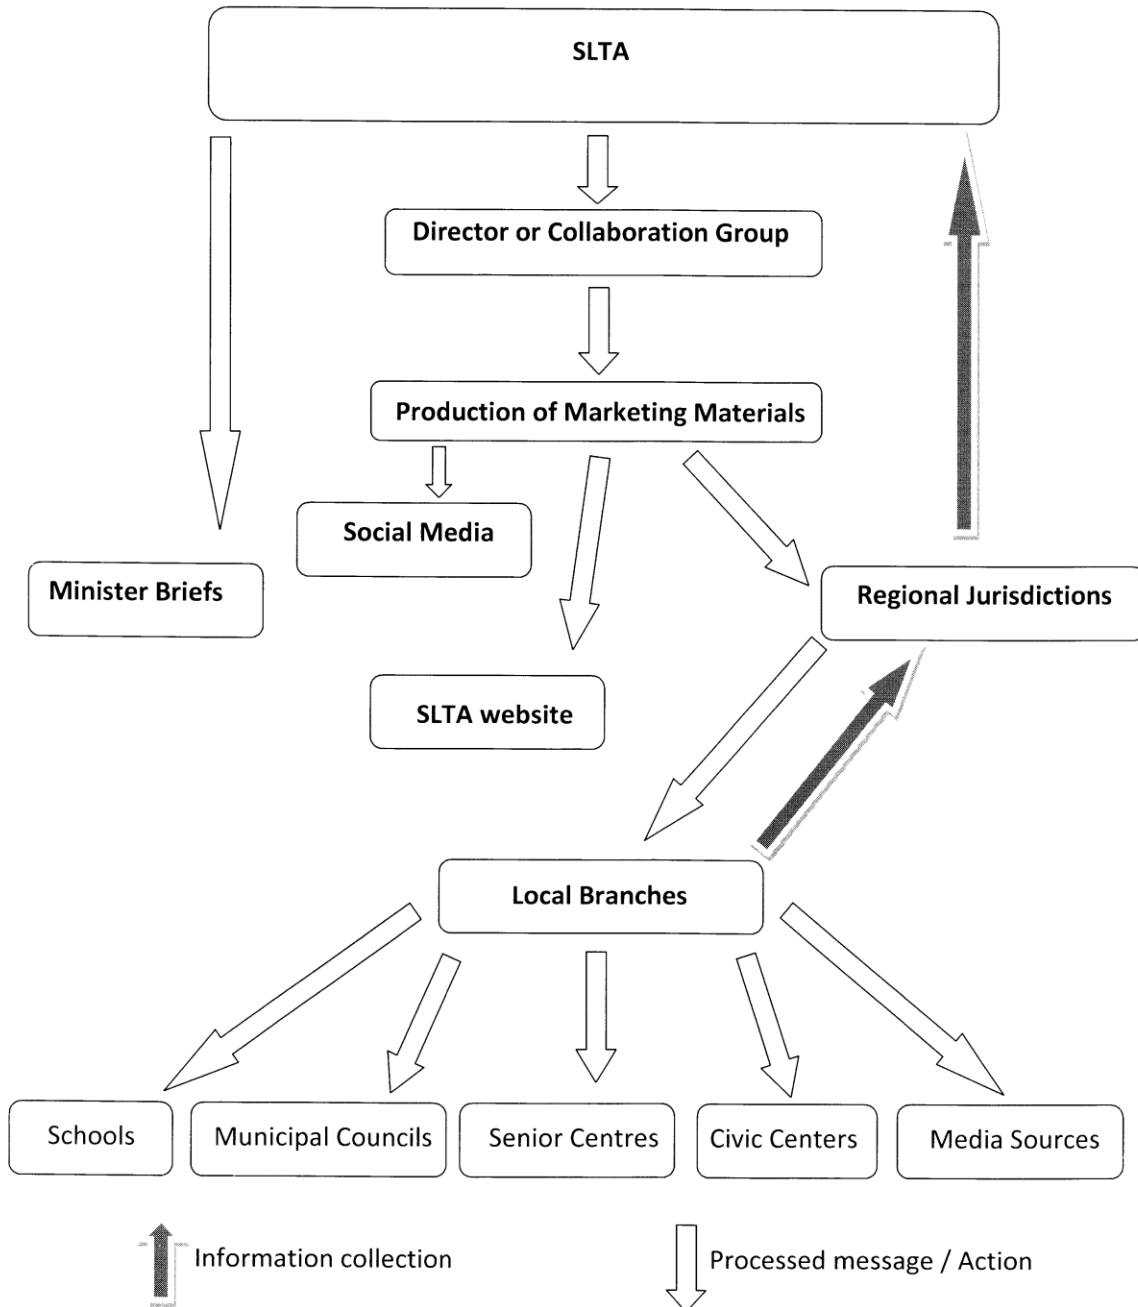 SLTA
Director or Collaboration Group
Production of Marketing Materials
Social Media
Minister Briefs
Regional Jurisdictions
SLTA website
Local Branches
Schools
Municipal Councils
Senior Centres
Civic Centers
Media Sources
Information collection
Processed message / Action